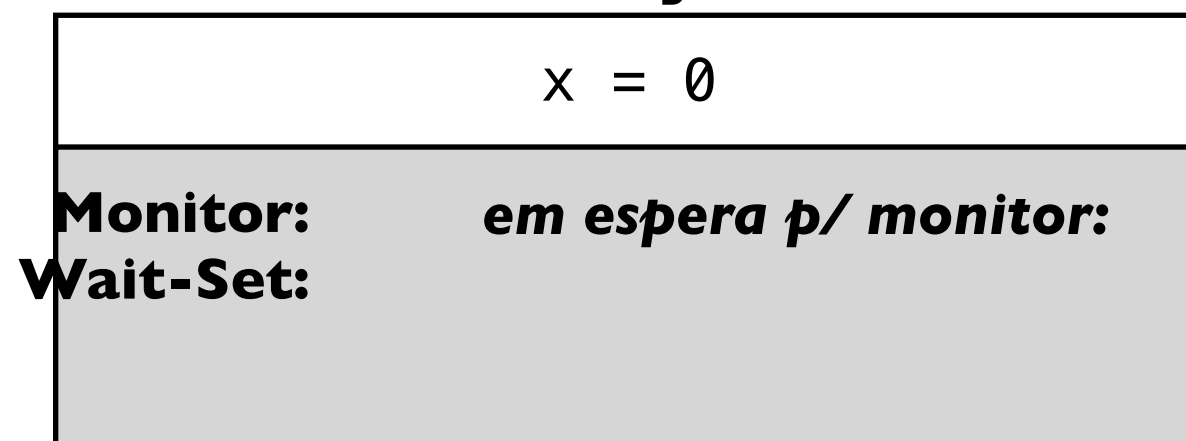 x = 0
Monitor: em espera p/ monitor:
Wait-Set: